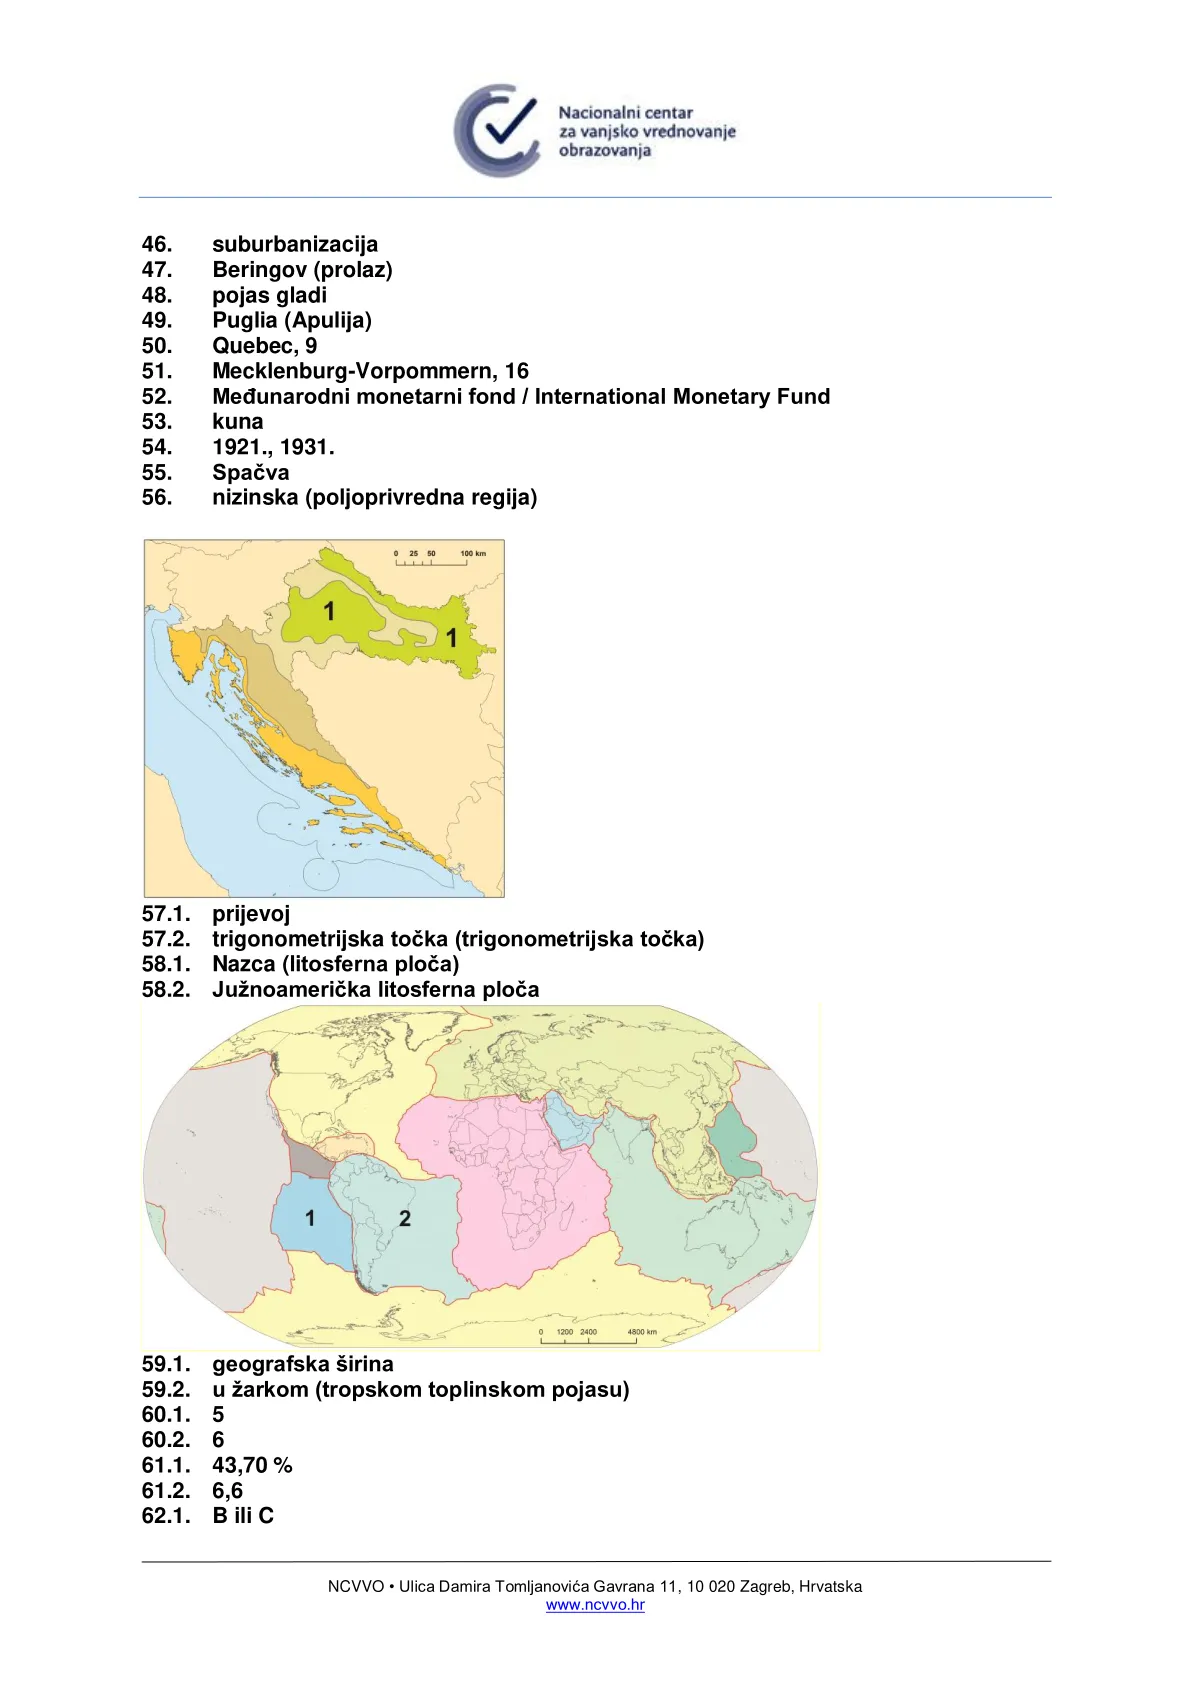 Nacionalni centar
za vanjsko vrednovanje
obrazovanja
46. suburbanizacija
47. Beringov (prolaz)
48. pojas gladi
49. Puglia (Apulija)
50. Quebec, 9
51. Mecklenburg-Vorpommern, 16
52. Međunarodni monetarni fond / International Monetary Fund
53. kuna
54. 1921., 1931.
55. Spačva
56. nizinska (poljoprivredna regija)
0 25 50 100 km
1
1
57.1. prijevoj
57.2. trigonometrijska točka (trigonometrijska točka)
58.1. Nazca (litosferna ploča)
58.2. Južnoamerička litosferna ploča
1 2
0 1200 2400 4800 km
59.1. geografska širina
59.2. u žarkom (tropskom toplinskom pojasu)
60.1. 5
60.2. 6
61.1. 43,70 %
61.2. 6,6
62.1. B ili C
NCVVO • Ulica Damira Tomljanovića Gavrana 11, 10 020 Zagreb, Hrvatska
www.ncvvo.hr